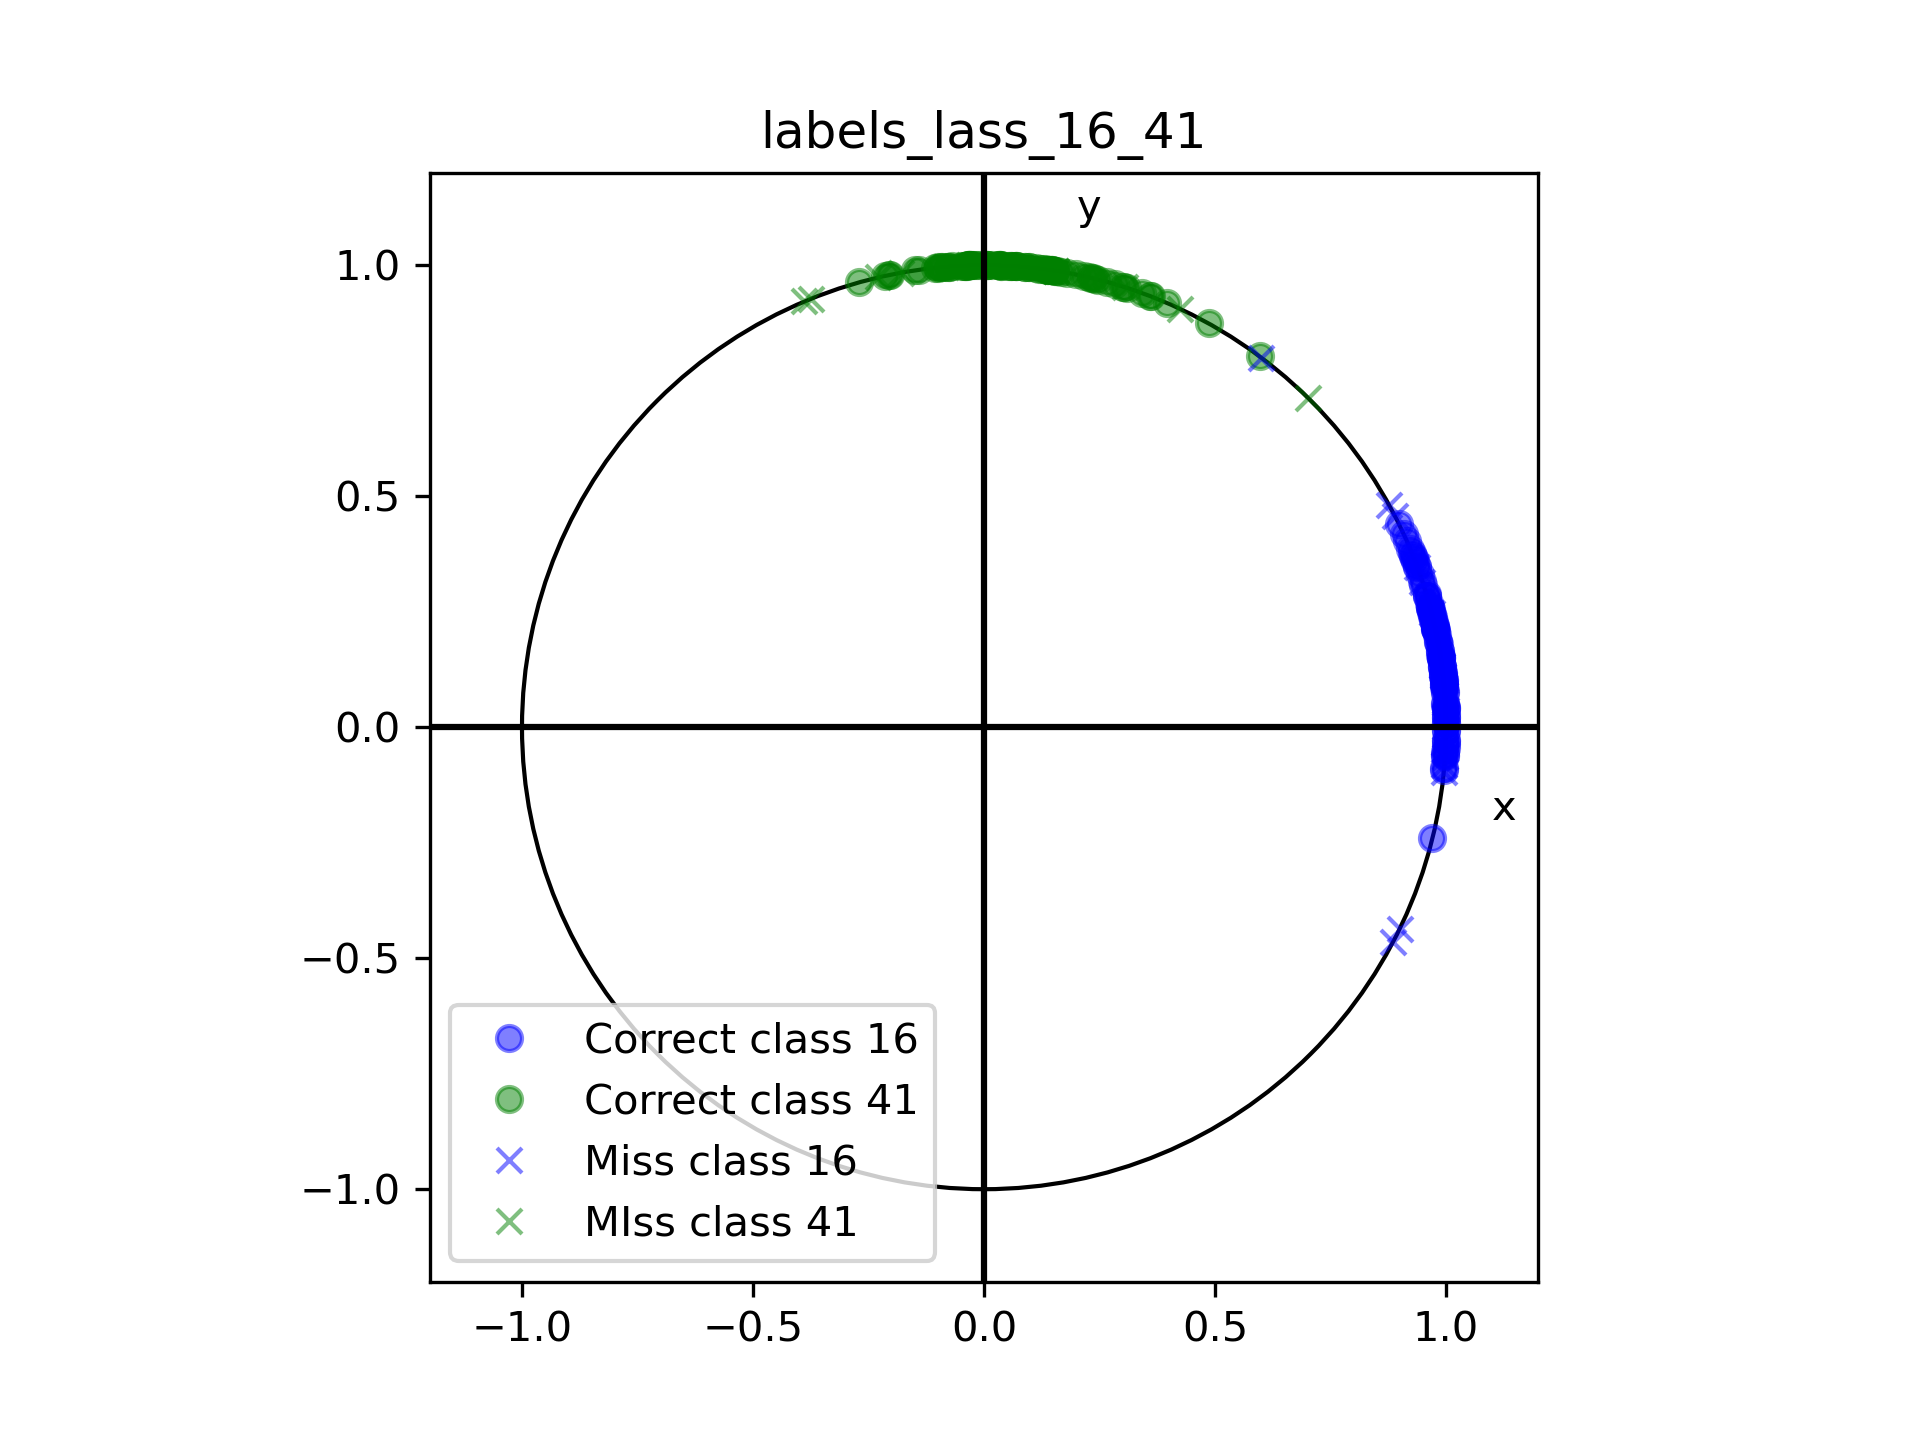 labels_lass_16_41
y
1.0
0.5
0.0
x
−0.5
−1.0
Correct class 16
Correct class 41
Miss class 16
MIss class 41
−1.0 −0.5 0.0 0.5 1.0